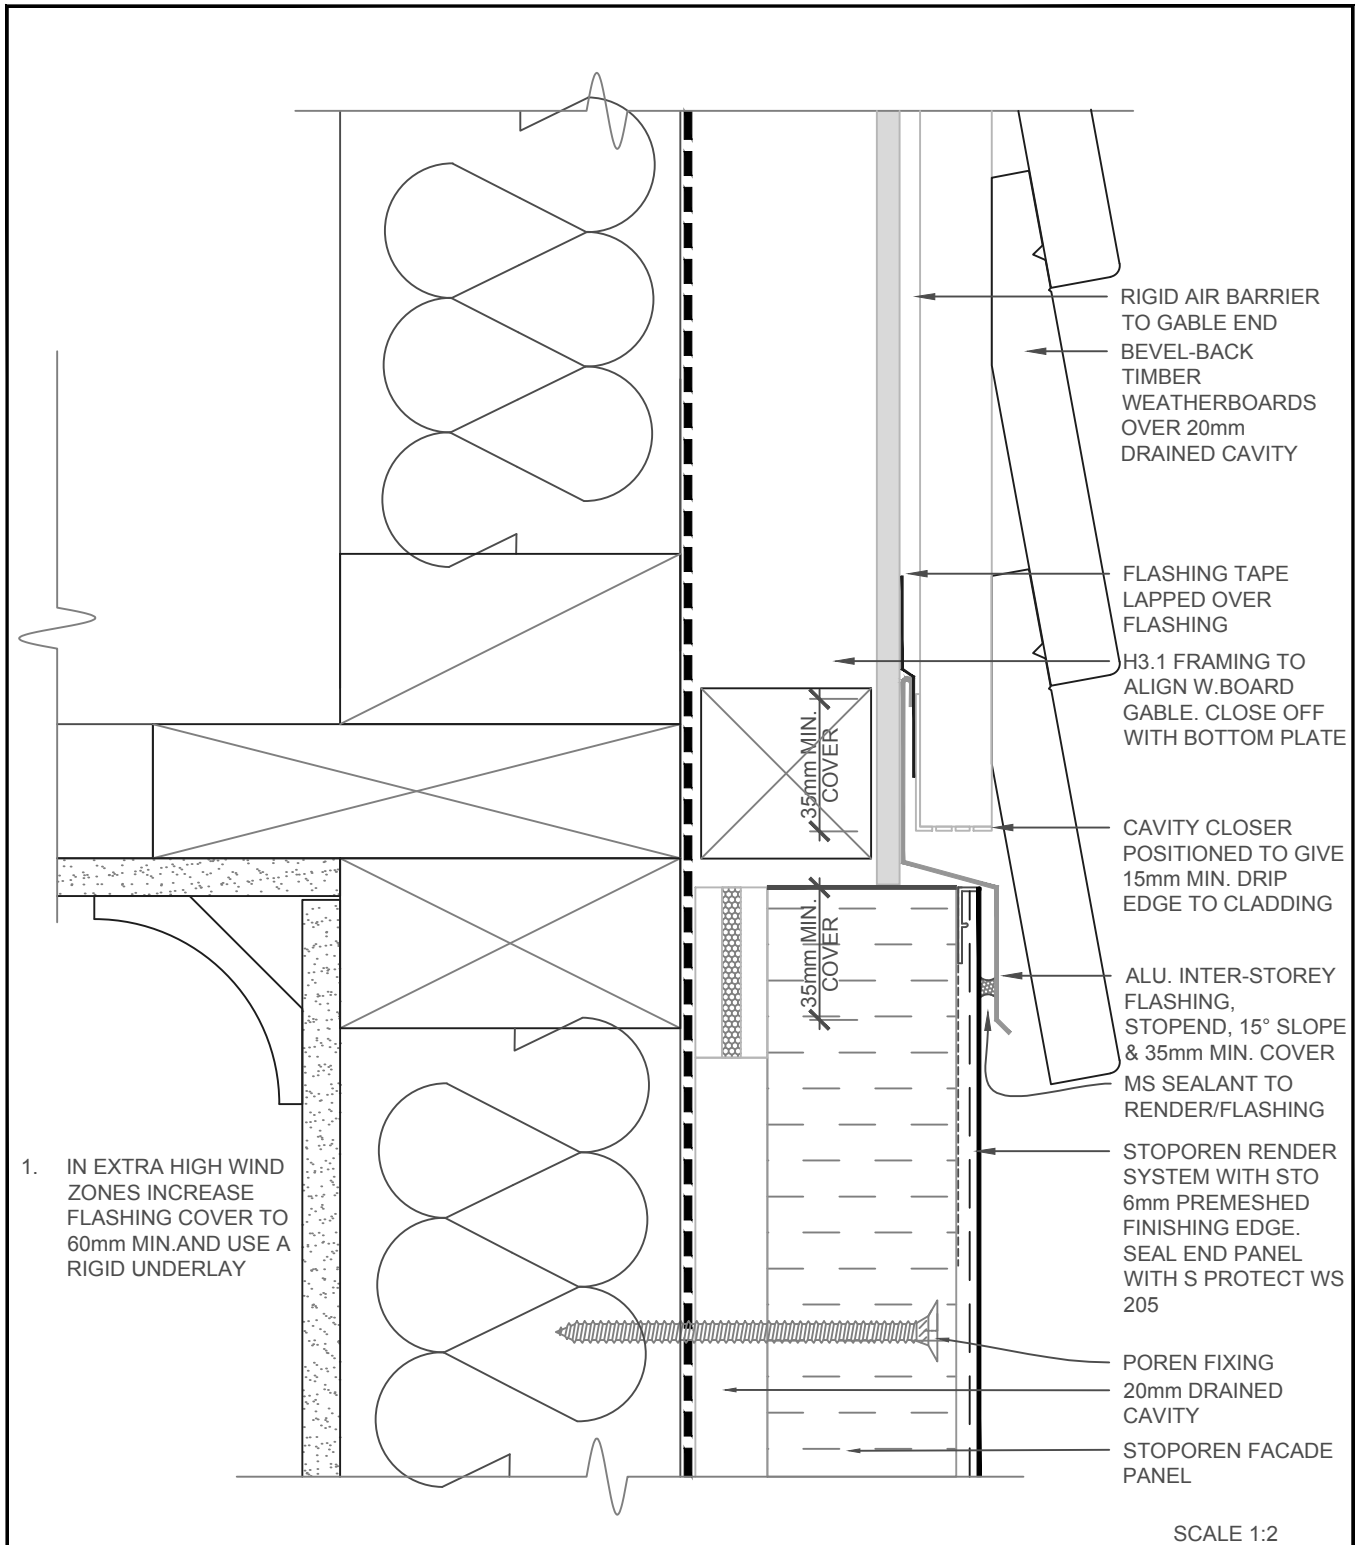 RIGID AIR BARRIER
TO GABLE END
BEVEL-BACK
TIMBER
WEATHERBOARDS
OVER 20mm
DRAINED CAVITY
FLASHING TAPE
LAPPED OVER
FLASHING
H3.1 FRAMING TO
ALIGN W.BOARD
GABLE. CLOSE OFF
WITH BOTTOM PLATE
35mm MIN.
COVER
CAVITY CLOSER
POSITIONED TO GIVE
15mm MIN. DRIP
EDGE TO CLADDING
35mm MIN.
COVER
ALU. INTER-STOREY
FLASHING,
STOPEND, 15° SLOPE
& 35mm MIN. COVER
MS SEALANT TO
RENDER/FLASHING
STOPOREN RENDER
SYSTEM WITH STO
6mm PREMESHED
FINISHING EDGE.
SEAL END PANEL
WITH S PROTECT WS
205
1. IN EXTRA HIGH WIND
ZONES INCREASE
FLASHING COVER TO
60mm MIN.AND USE A
RIGID UNDERLAY
POREN FIXING
20mm DRAINED
CAVITY
STOPOREN FACADE
PANEL
SCALE 1:2